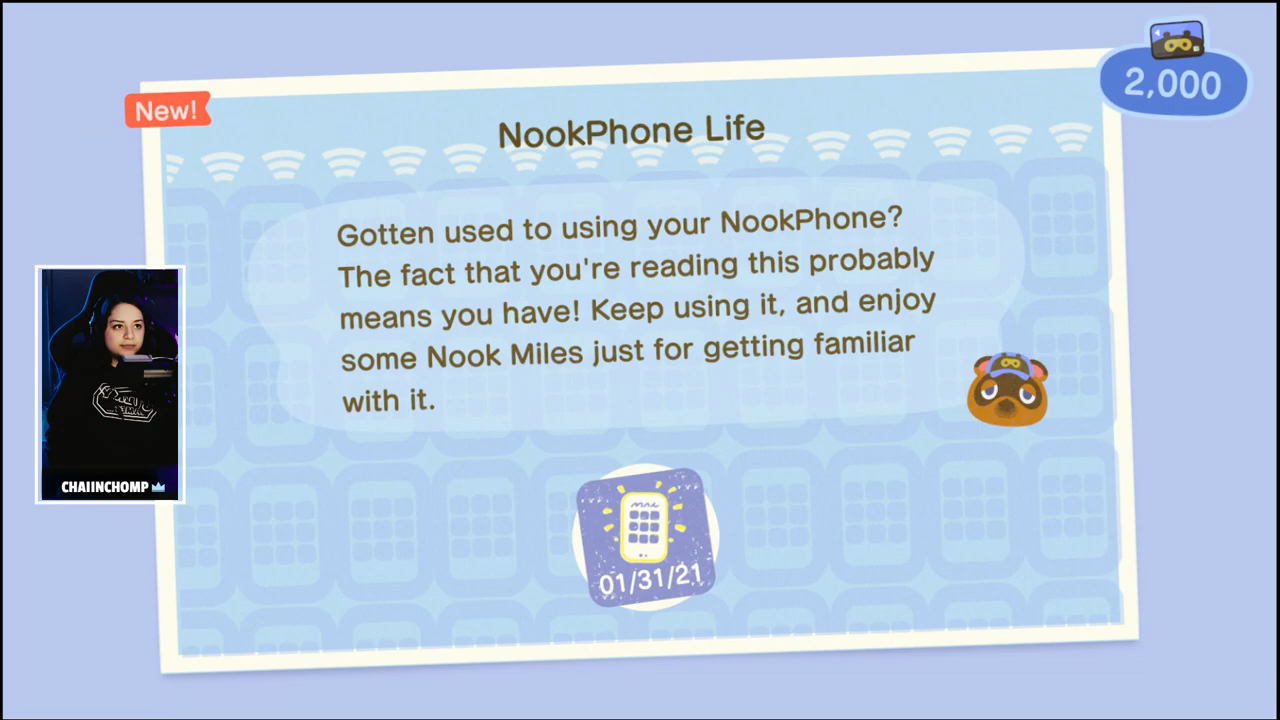 2,000
New!
NookPhone Life
Gotten used to using your NookPhone?
The fact that you're reading this probably
means you have! Keep using it, and enjoy
some Nook Miles just for getting familiar
with it.
CHAIINCHOMP
01/31/21